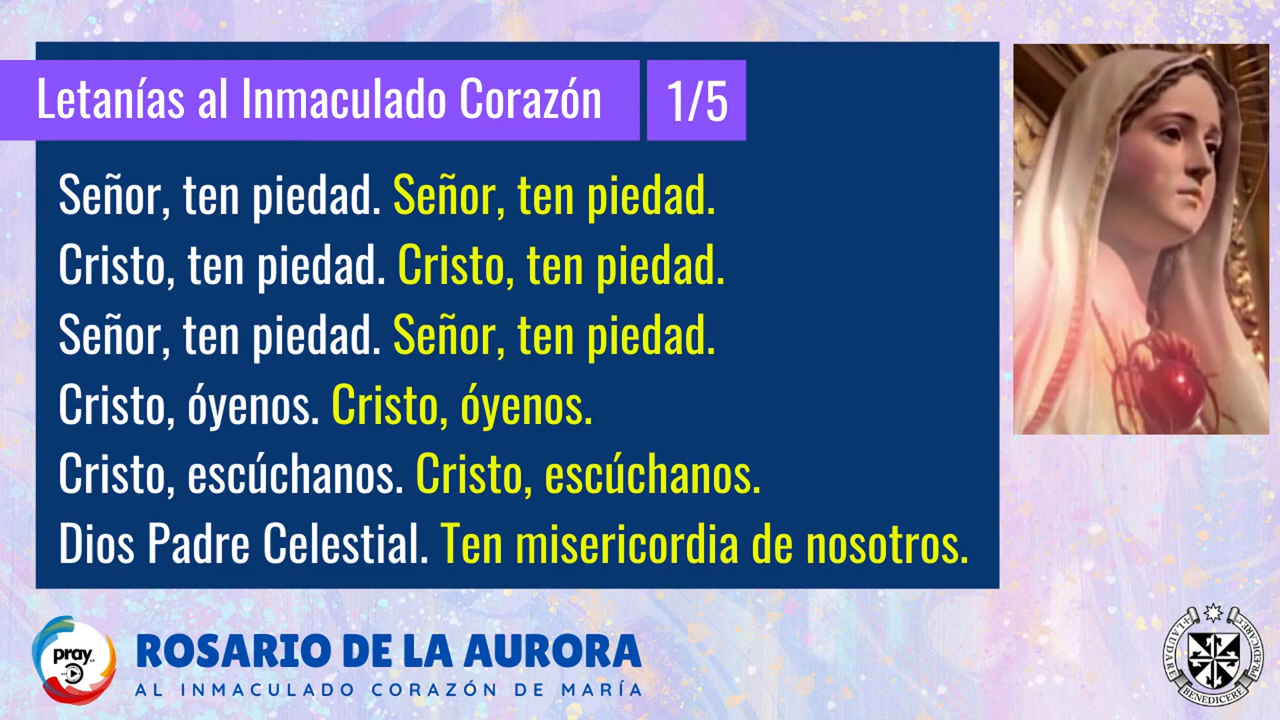 Letanías al Inmaculado Corazón 1/5
Señor, ten piedad. Señor, ten piedad.
Cristo, ten piedad. Cristo, ten piedad.
Señor, ten piedad. Señor, ten piedad.
Cristo, óyenos. Cristo, óyenos.
Cristo, escúchanos. Cristo, escúchanos.
Dios Padre Celestial. Ten misericordia de nosotros.
pray
ROSARIO DE LA AURORA
AL INMACULADO CORAZÓN DE MARÍA
LAUDARE BENEDICERE PRÆDICARE